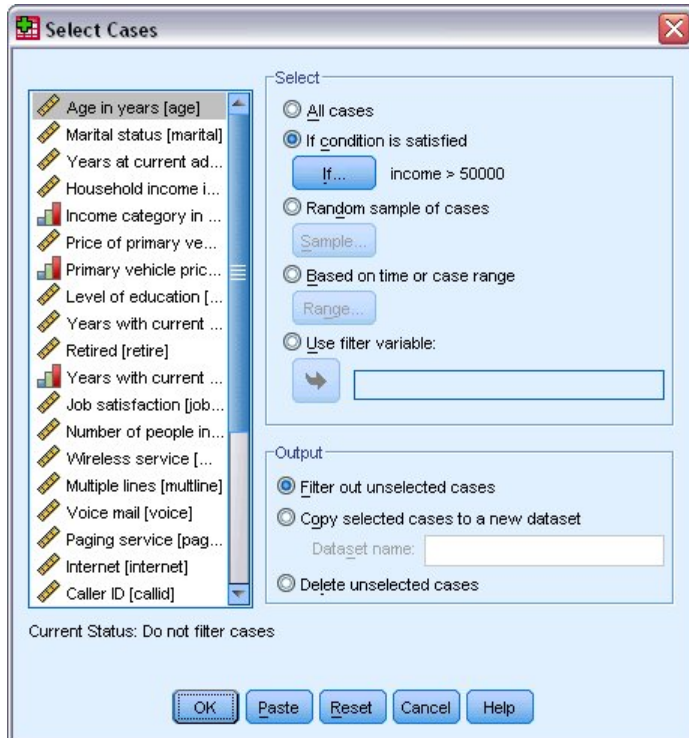 Select Cases
Age in years [age]
Marital status [marital]
Years at current ad...
Household income i...
Income category in ...
Price of primary ve...
Primary vehicle pric...
Level of education [...
Years with current ...
Retired [retire]
Years with current ...
Job satisfaction [job...
Number of people in...
Wireless service [...
Multiple lines [multline]
Voice mail [voice]
Paging service [pag...
Internet [internet]
Caller ID [callid]
Select
All cases
If condition is satisfied
If... income > 50000
Random sample of cases
Sample...
Based on time or case range
Range...
Use filter variable:
Output
Filter out unselected cases
Copy selected cases to a new dataset
Dataset name:
Delete unselected cases
Current Status: Do not filter cases
OK Paste Reset Cancel Help